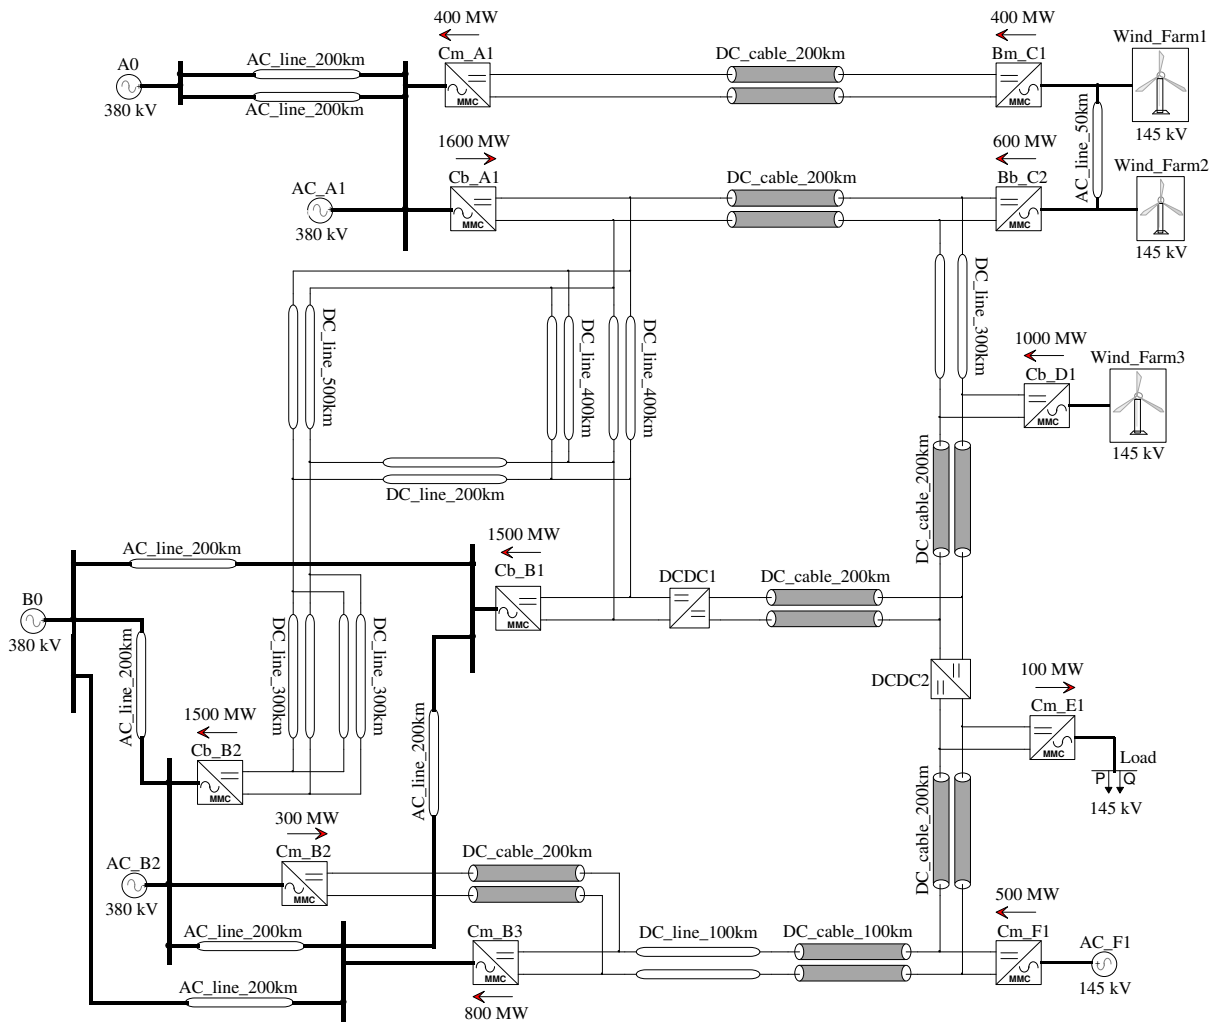 400 MW
400 MW
Cm_A1
DC_cable_200km
Bm_C1
Wind_Farm1
A0
AC_line_200km
MMC
MMC
380 kV
AC_line_200km
AC_line_50km
145 kV
1600 MW
600 MW
Cb_A1
DC_cable_200km
Bb_C2
Wind_Farm2
AC_A1
MMC
MMC
380 kV
145 kV
DC_line_500km
DC_line_400km
DC_line_400km
DC_line_300km
1000 MW
Wind_Farm3
Cb_D1
MMC
145 kV
DC_line_200km
DC_cable_200km
1500 MW
AC_line_200km
Cb_B1
DCDC1
DC_cable_200km
B0
MMC
380 kV
AC_line_200km
DC_line_300km
DC_line_300km
DCDC2
100 MW
Cm_E1
1500 MW
Cb_B2
AC_line_200km
MMC
Load
P
Q
145 kV
MMC
300 MW
DC_cable_200km
Cm_B2
DC_cable_200km
AC_B2
MMC
380 kV
500 MW
AC_line_200km
Cm_B3
DC_line_100km
DC_cable_100km
Cm_F1
AC_F1
MMC
MMC
AC_line_200km
145 kV
800 MW